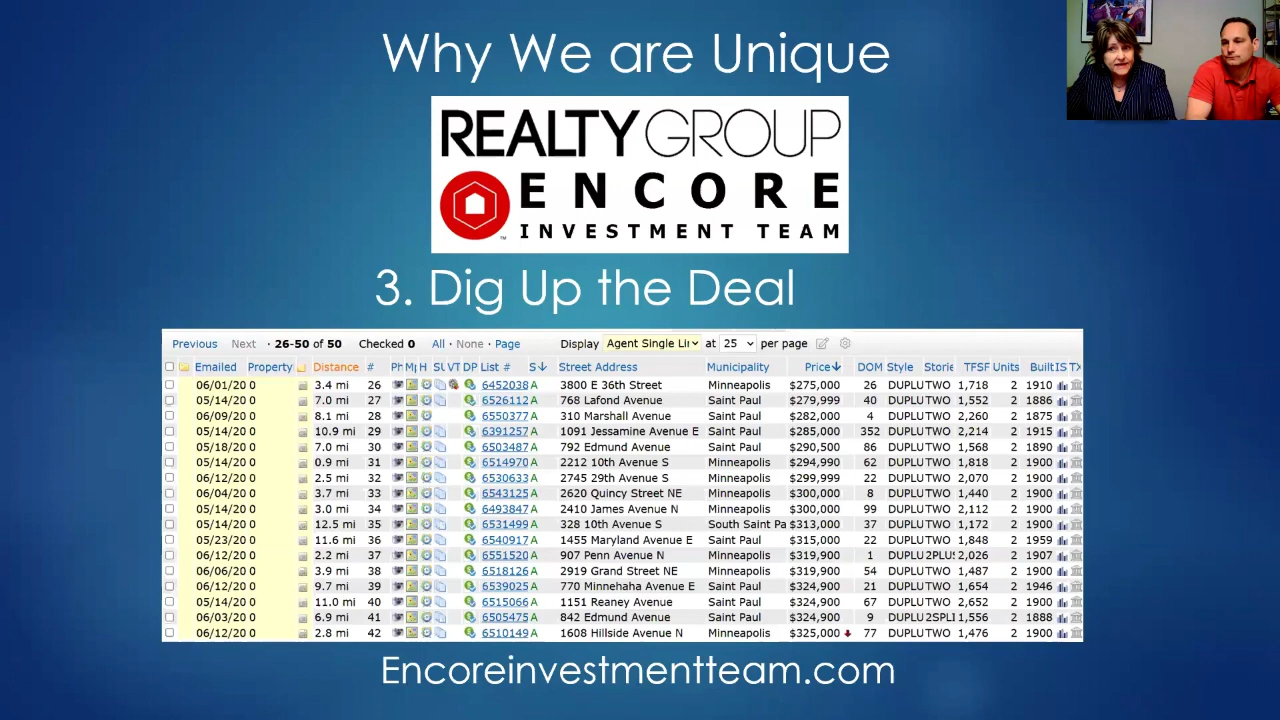 Why We are Unique
REALTY GROUP
ENCORE
INVESTMENT TEAM
TM
3. Dig Up the Deal
Previous Next · 26-50 of 50 Checked 0 All · None · Page Display Agent Single Lin at 25 per page
Emailed Property Distance # Ph H VT DP List # S↓ Street Address Municipality Price↓ DOM Style Storie TFSF Units Built IS TX
06/01/20 0 3.4 mi 26 6452038 A 3800 E 36th Street Minneapolis $275,000 26 DUPLU TWO 1,718 2 1910
05/14/20 0 7.0 mi 27 6526112 A 768 Lafond Avenue Saint Paul $279,999 40 DUPLU TWO 1,552 2 1886
06/09/20 0 8.1 mi 28 6550377 A 310 Marshall Avenue Saint Paul $282,000 4 DUPLU TWO 2,260 2 1875
05/14/20 0 10.9 mi 29 6391257 A 1091 Jessamine Avenue E Saint Paul $285,000 352 DUPLU TWO 2,214 2 1915
05/18/20 0 7.0 mi 30 6503487 A 792 Edmund Avenue Saint Paul $290,500 86 DUPLU TWO 1,568 2 1890
05/14/20 0 0.9 mi 31 6514970 A 2212 10th Avenue S Minneapolis $294,990 62 DUPLU TWO 1,818 2 1900
06/12/20 0 2.5 mi 32 6530633 A 2745 29th Avenue S Minneapolis $299,999 22 DUPLU TWO 2,070 2 1900
06/04/20 0 3.7 mi 33 6543125 A 2620 Quincy Street NE Minneapolis $300,000 8 DUPLU TWO 1,440 2 1900
05/14/20 0 3.0 mi 34 6493847 A 2410 James Avenue N Minneapolis $300,000 99 DUPLU TWO 2,112 2 1900
05/14/20 0 12.5 mi 35 6531499 A 328 10th Avenue S South Saint Pa $313,000 37 DUPLU TWO 1,172 2 1900
05/23/20 0 11.6 mi 36 6540917 A 1455 Maryland Avenue E Saint Paul $315,000 22 DUPLU TWO 1,848 2 1959
06/12/20 0 2.2 mi 37 6551520 A 907 Penn Avenue N Minneapolis $319,900 1 DUPLU 2PLUS 2,026 2 1907
06/06/20 0 3.9 mi 38 6518126 A 2919 Grand Street NE Minneapolis $319,900 54 DUPLU TWO 1,487 2 1900
06/12/20 0 9.7 mi 39 6539025 A 770 Minnehaha Avenue E Saint Paul $324,900 21 DUPLU TWO 1,654 2 1946
05/14/20 0 11.0 mi 40 6515066 A 1151 Reaney Avenue Saint Paul $324,900 67 DUPLU TWO 2,652 2 1900
06/03/20 0 6.9 mi 41 6505475 A 842 Edmund Avenue Saint Paul $324,900 9 DUPLU 2SPLI 1,556 2 1888
06/12/20 0 2.8 mi 42 6510149 A 1608 Hillside Avenue N Minneapolis $325,000 77 DUPLU TWO 1,476 2 1900
Encoreinvestmentteam.com